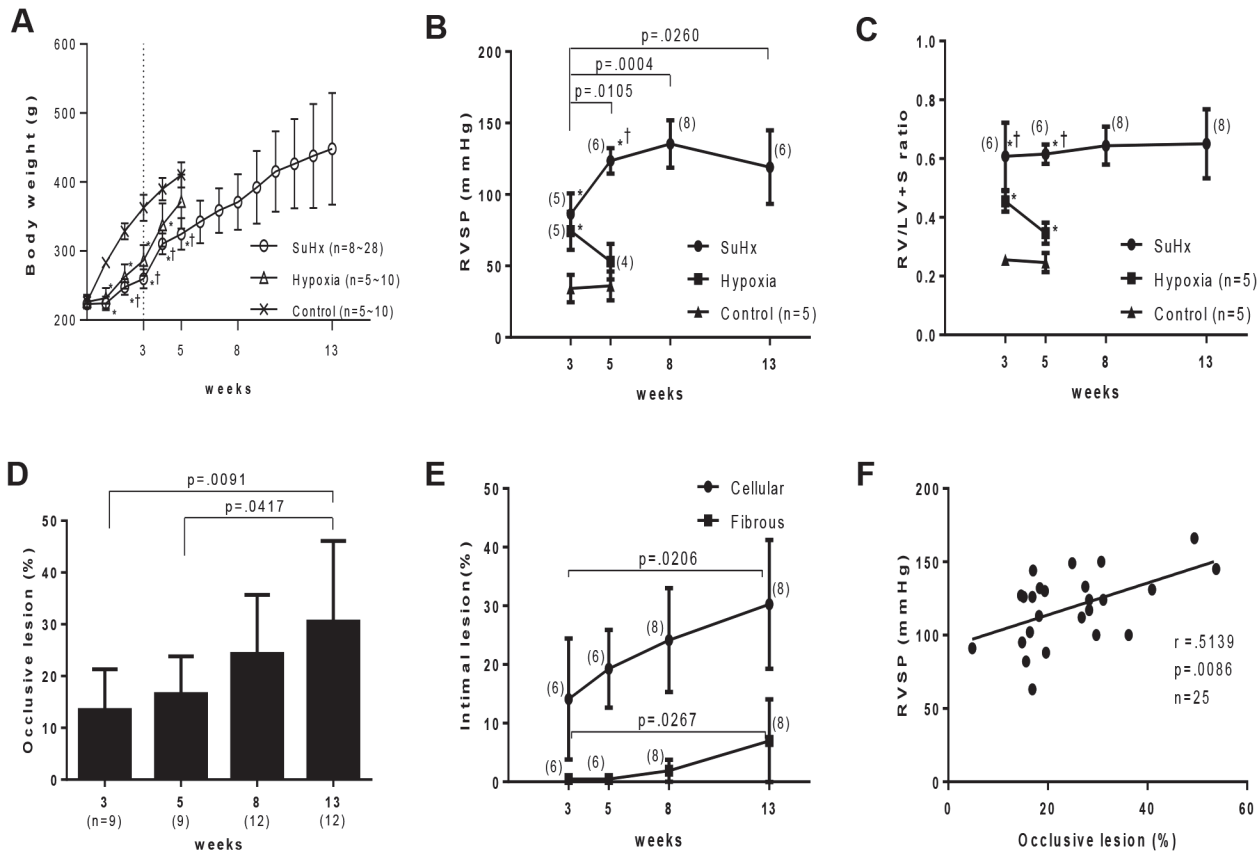 A
600
500
400
300
200
Body weight (g)
* * * * * *† *† *† *†
SuHx (n=8~28)
Hypoxia (n=5~10)
Control (n=5~10)
3 5 8 13
weeks
B
p=.0260
p=.0004
p=.0105
200
150
100
50
0
RVSP (mmHg)
(6) *† (8) (6)
(5) *
(5) *
(4)
SuHx
Hypoxia
Control (n=5)
3 5 8 13
weeks
C
1.0
0.8
0.6
0.4
0.2
0.0
RV/LV+S ratio
(6) *† (6) *† (8) (8)
*
*
SuHx
Hypoxia (n=5)
Control (n=5)
3 5 8 13
weeks
D
p=.0091
p=.0417
50
40
30
20
10
0
Occlusive lesion (%)
3 5 8 13
(n=9) (9) (12) (12)
weeks
E
Cellular
Fibrous
50
40
30
20
10
0
Intimal lesion(%)
p=.0206
(6) (6) (8) (8)
p=.0267
(6) (6) (8) (8)
3 5 8 13
weeks
F
200
150
100
50
0
RVSP (mmHg)
r =.5139
p=.0086
n=25
0 20 40 60
Occlusive lesion (%)